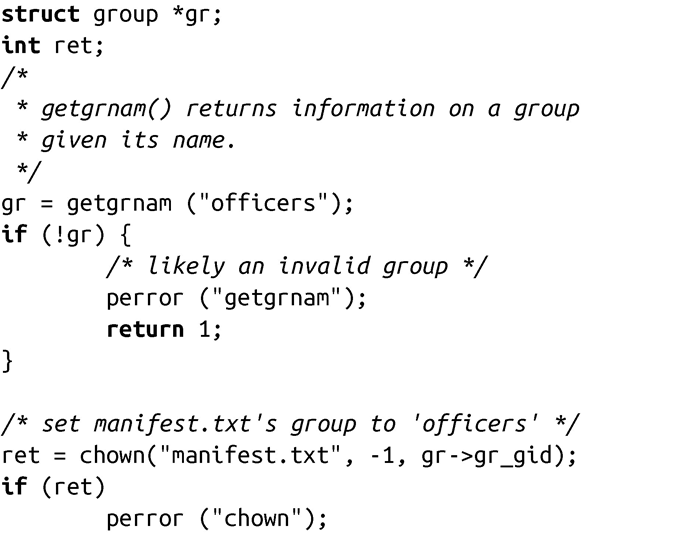 struct group *gr;
int ret;
/*
 * getgrnam() returns information on a group
 * given its name.
 */
gr = getgrnam ("officers");
if (!gr) {
        /* likely an invalid group */
        perror ("getgrnam");
        return 1;
}

/* set manifest.txt's group to 'officers' */
ret = chown("manifest.txt", -1, gr->gr_gid);
if (ret)
        perror ("chown");